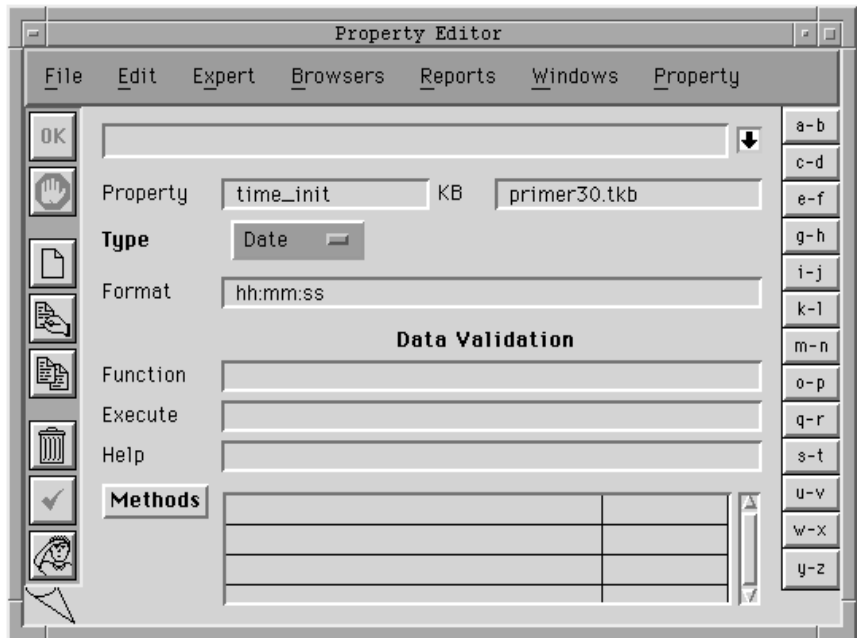 Property Editor
File Edit Expert Browsers Reports Windows Property
OK
Property time_init KB primer30.tkb
Type Date
Format hh:mm:ss
Data Validation
Function
Execute
Help
Methods
a-b
c-d
e-f
g-h
i-j
k-l
m-n
o-p
q-r
s-t
u-v
w-x
y-z